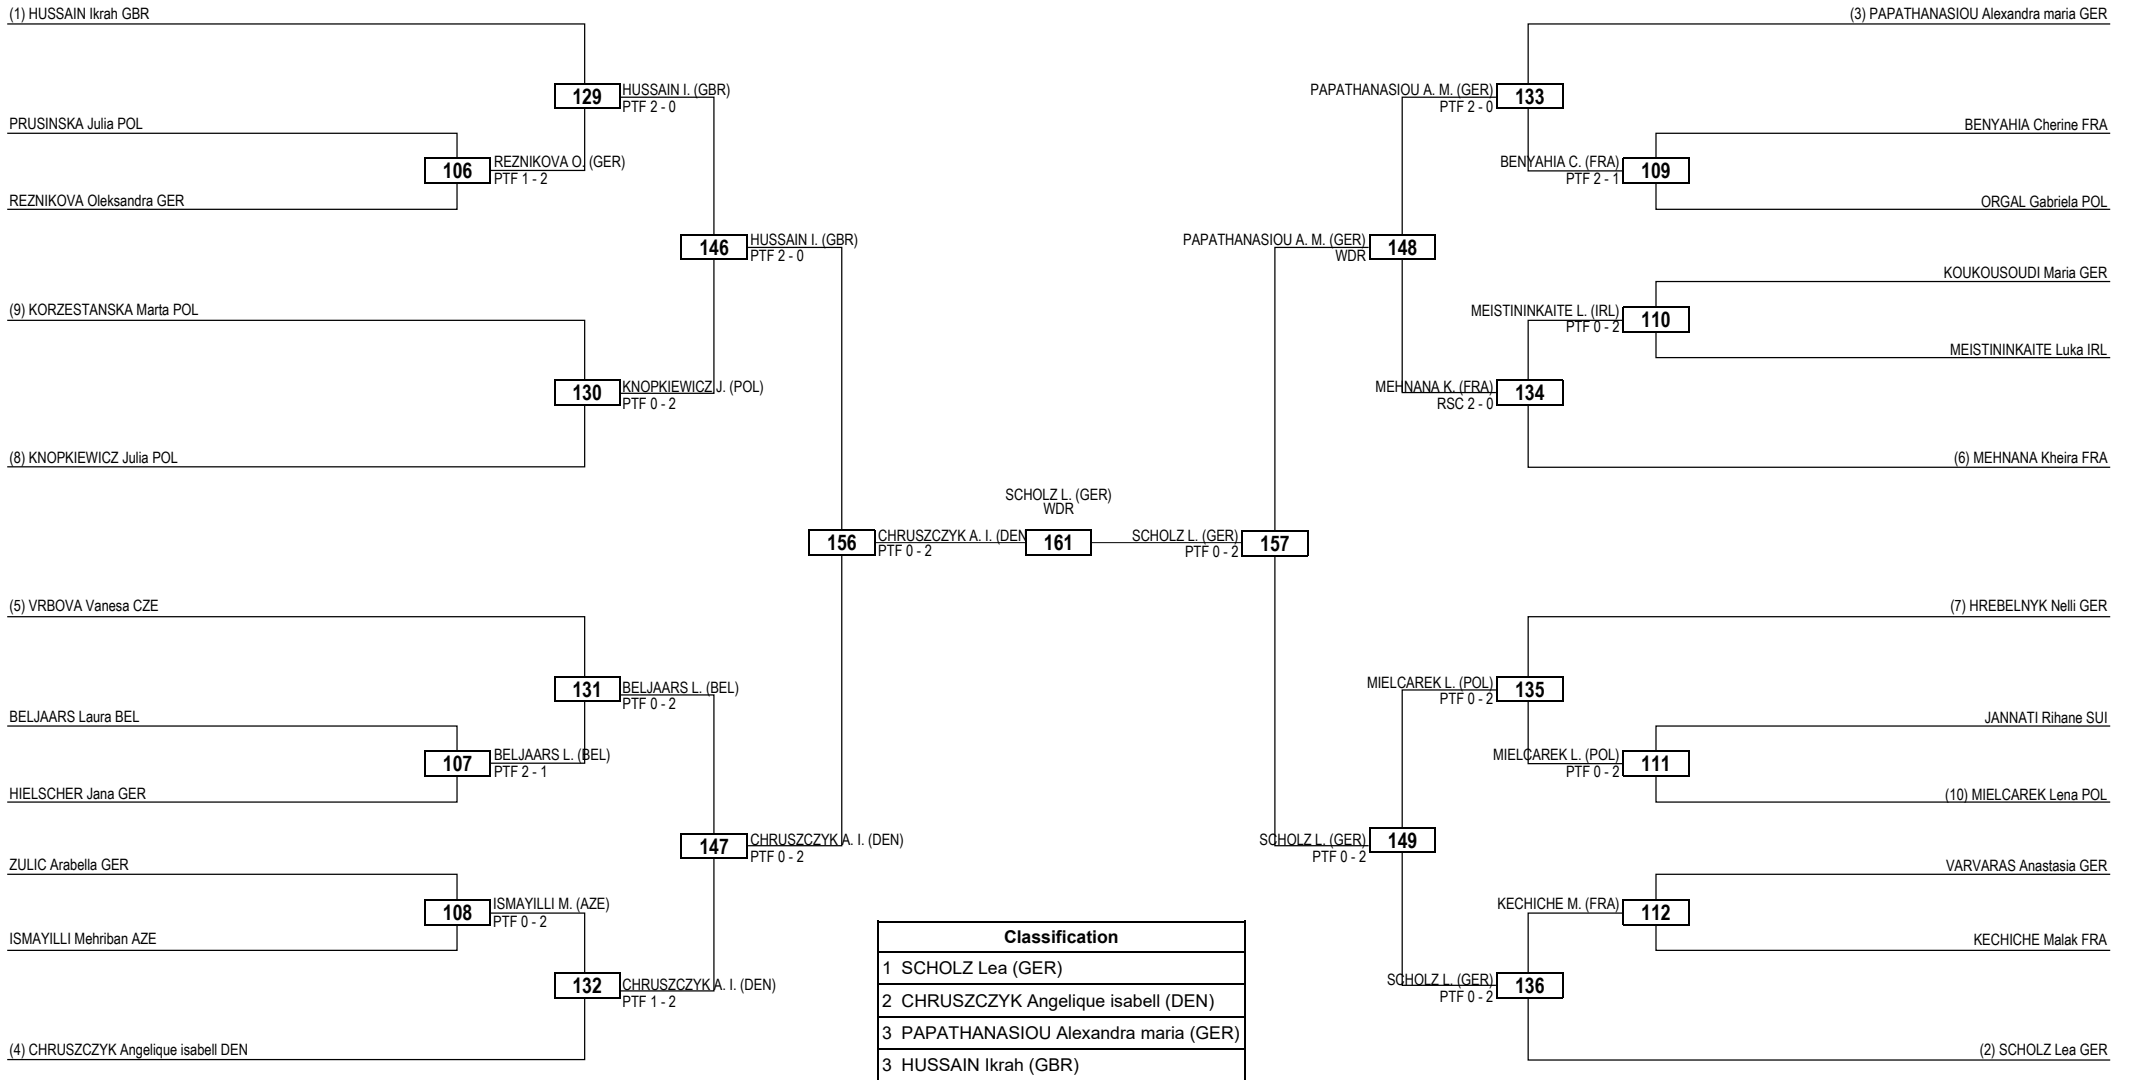 (1) HUSSAIN Ikrah GBR
129
HUSSAIN I. (GBR)
PTF 2 - 0
PRUSINSKA Julia POL
106
REZNIKOVA O. (GER)
PTF 1 - 2
REZNIKOVA Oleksandra GER
146
HUSSAIN I. (GBR)
PTF 2 - 0
(9) KORZESTANSKA Marta POL
130
KNOPKIEWICZ J. (POL)
PTF 0 - 2
(8) KNOPKIEWICZ Julia POL
156
CHRUSZCZYK A. I. (DEN
PTF 0 - 2
(5) VRBOVA Vanesa CZE
131
BELJAARS L. (BEL)
PTF 0 - 2
BELJAARS Laura BEL
107
BELJAARS L. (BEL)
PTF 2 - 1
HIELSCHER Jana GER
147
CHRUSZCZYK A. I. (DEN)
PTF 0 - 2
ZULIC Arabella GER
108
ISMAYILLI M. (AZE)
PTF 0 - 2
ISMAYILLI Mehriban AZE
132
CHRUSZCZYK A. I. (DEN)
PTF 1 - 2
(4) CHRUSZCZYK Angelique isabell DEN
SCHOLZ L. (GER)
WDR
161
(3) PAPATHANASIOU Alexandra maria GER
PAPATHANASIOU A. M. (GER)
PTF 2 - 0
133
BENYAHIA Cherine FRA
BENYAHIA C. (FRA)
PTF 2 - 1
109
ORGAL Gabriela POL
PAPATHANASIOU A. M. (GER)
WDR
148
KOUKOUSOUDI Maria GER
MEISTININKAITE L. (IRL)
PTF 0 - 2
110
MEISTININKAITE Luka IRL
MEHNANA K. (FRA)
RSC 2 - 0
134
(6) MEHNANA Kheira FRA
SCHOLZ L. (GER)
PTF 0 - 2
157
(7) HREBELNYK Nelli GER
MIELCAREK L. (POL)
PTF 0 - 2
135
JANNATI Rihane SUI
MIELCAREK L. (POL)
PTF 0 - 2
111
(10) MIELCAREK Lena POL
SCHOLZ L. (GER)
PTF 0 - 2
149
VARVARAS Anastasia GER
KECHICHE M. (FRA)
112
KECHICHE Malak FRA
SCHOLZ L. (GER)
PTF 0 - 2
136
(2) SCHOLZ Lea GER
Classification
1 SCHOLZ Lea (GER)
2 CHRUSZCZYK Angelique isabell (DEN)
3 PAPATHANASIOU Alexandra maria (GER)
3 HUSSAIN Ikrah (GBR)